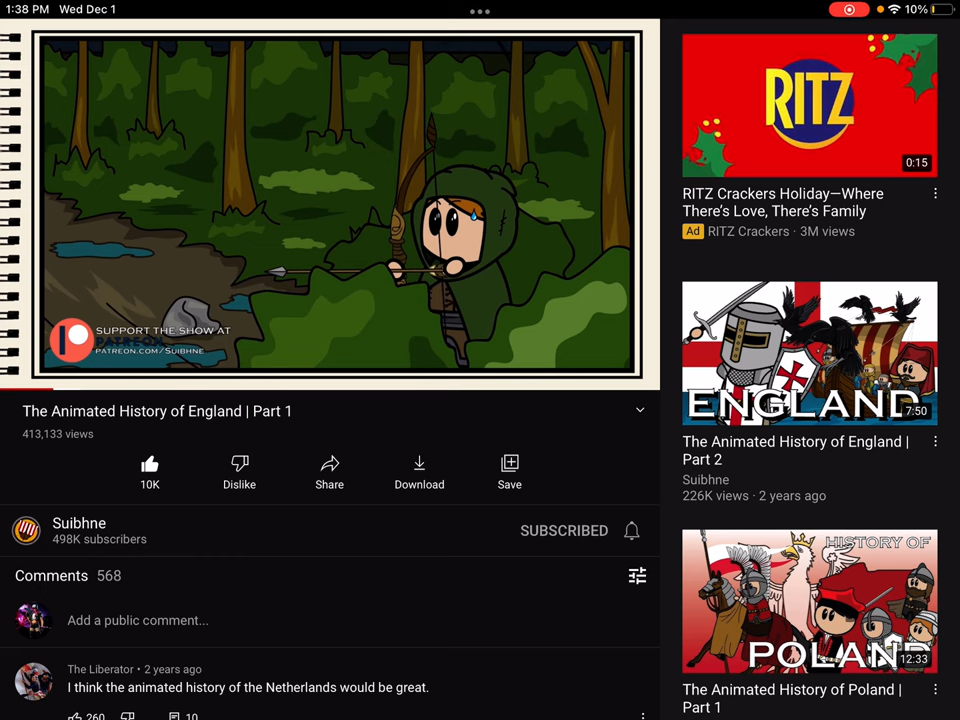 1:38 PM Wed Dec 1
10%
SUPPORT THE SHOW AT
PATREON
PATREON.COM/SUIBHNE
The Animated History of England | Part 1
413,133 views
10K
Dislike
Share
Download
Save
Suibhne
498K subscribers
SUBSCRIBED
Comments 568
Add a public comment...
The Liberator • 2 years ago
I think the animated history of the Netherlands would be great.
260
10
RITZ
0:15
RITZ Crackers Holiday—Where
There's Love, There's Family
Ad RITZ Crackers · 3M views
ENGLAND
7:50
The Animated History of England |
Part 2
Suibhne
226K views · 2 years ago
HISTORY OF
POLAND
12:33
The Animated History of Poland |
Part 1